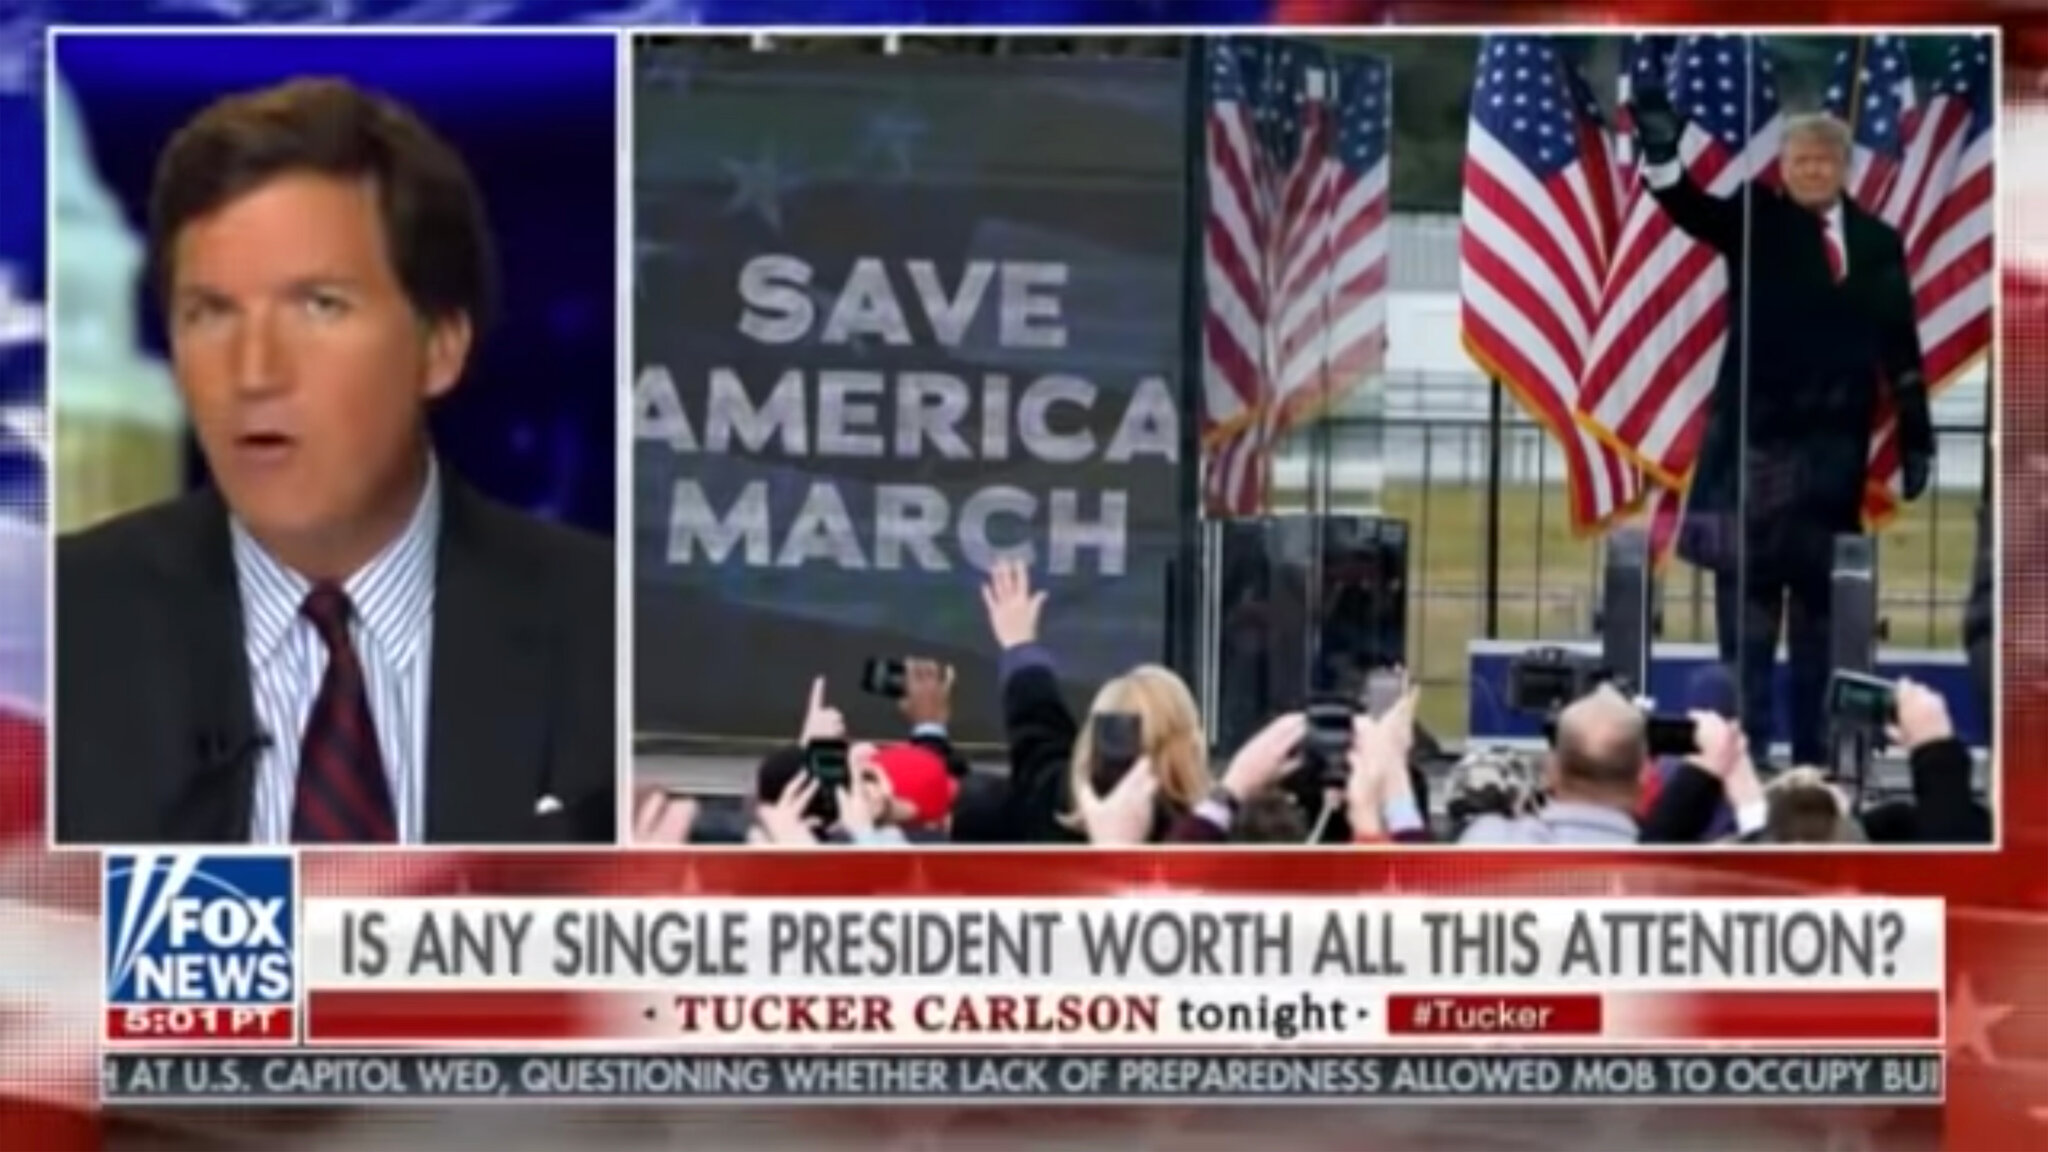 SAVE
AMERICA
MARCH
FOX
NEWS
5:01 PT
IS ANY SINGLE PRESIDENT WORTH ALL THIS ATTENTION?
· TUCKER CARLSON tonight · #Tucker
H AT U.S. CAPITOL WED, QUESTIONING WHETHER LACK OF PREPAREDNESS ALLOWED MOB TO OCCUPY BUI